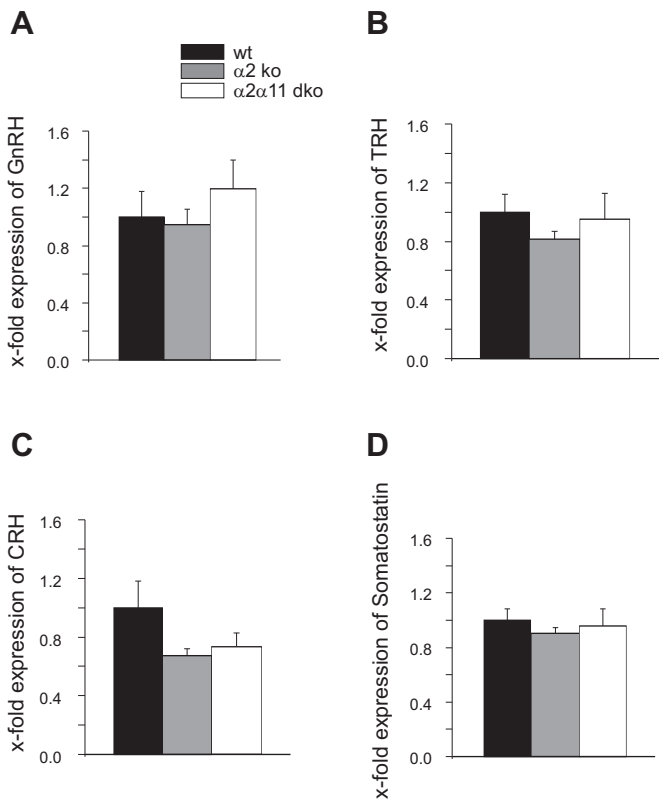 A
wt
α2 ko
α2α11 dko
x-fold expression of GnRH
1.6
1.2
0.8
0.4
0.0
B
x-fold expression of TRH
1.6
1.2
0.8
0.4
0.0
C
x-fold expression of CRH
1.6
1.2
0.8
0.4
0.0
D
x-fold expression of Somatostatin
1.6
1.2
0.8
0.4
0.0